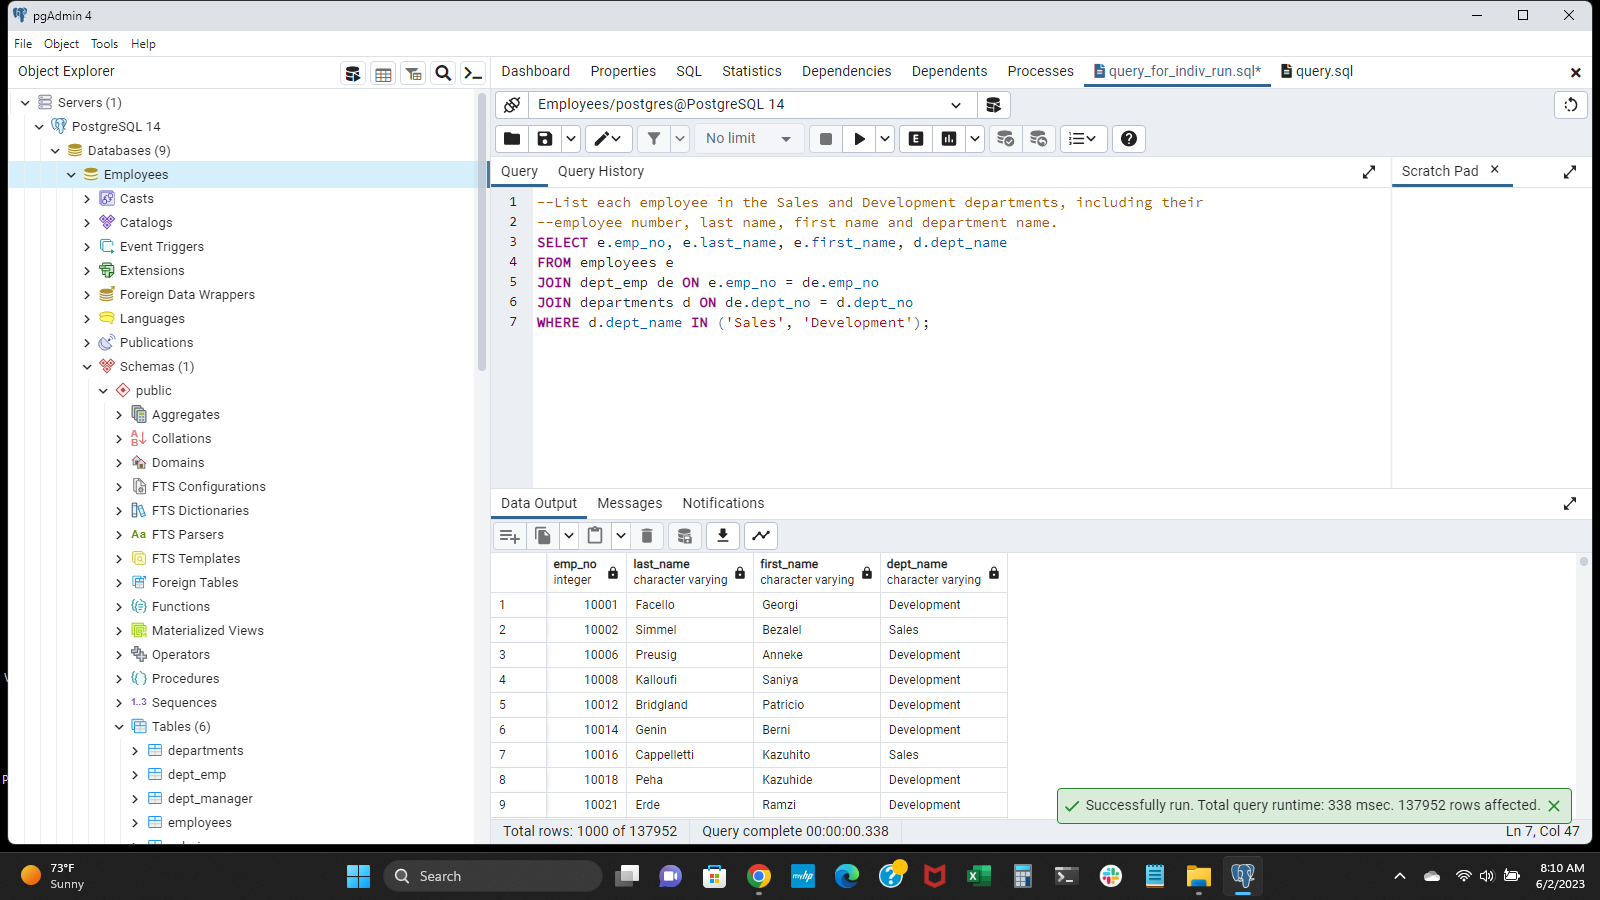 pgAdmin 4
File Object Tools Help
Object Explorer
Servers (1)
PostgreSQL 14
Databases (9)
Employees
Casts
Catalogs
Event Triggers
Extensions
Foreign Data Wrappers
Languages
Publications
Schemas (1)
public
Aggregates
Collations
Domains
FTS Configurations
FTS Dictionaries
Aa FTS Parsers
FTS Templates
Foreign Tables
Functions
Materialized Views
Operators
Procedures
1..3 Sequences
Tables (6)
departments
dept_emp
dept_manager
employees
Dashboard Properties SQL Statistics Dependencies Dependents Processes query_for_indiv_run.sql* query.sql
Employees/postgres@PostgreSQL 14
No limit
E
Query Query History
Scratch Pad
1 --List each employee in the Sales and Development departments, including their
2 --employee number, last name, first name and department name.
3 SELECT e.emp_no, e.last_name, e.first_name, d.dept_name
4 FROM employees e
5 JOIN dept_emp de ON e.emp_no = de.emp_no
6 JOIN departments d ON de.dept_no = d.dept_no
7 WHERE d.dept_name IN ('Sales', 'Development');
Data Output Messages Notifications
emp_no last_name first_name dept_name
integer character varying character varying character varying
1 10001 Facello Georgi Development
2 10002 Simmel Bezalel Sales
3 10006 Preusig Anneke Development
4 10008 Kalloufi Saniya Development
5 10012 Bridgland Patricio Development
6 10014 Genin Berni Development
7 10016 Cappelletti Kazuhito Sales
8 10018 Peha Kazuhide Development
9 10021 Erde Ramzi Development
Successfully run. Total query runtime: 338 msec. 137952 rows affected.
Total rows: 1000 of 137952 Query complete 00:00:00.338 Ln 7, Col 47
73°F
Sunny
Search
myhp
8:10 AM
6/2/2023